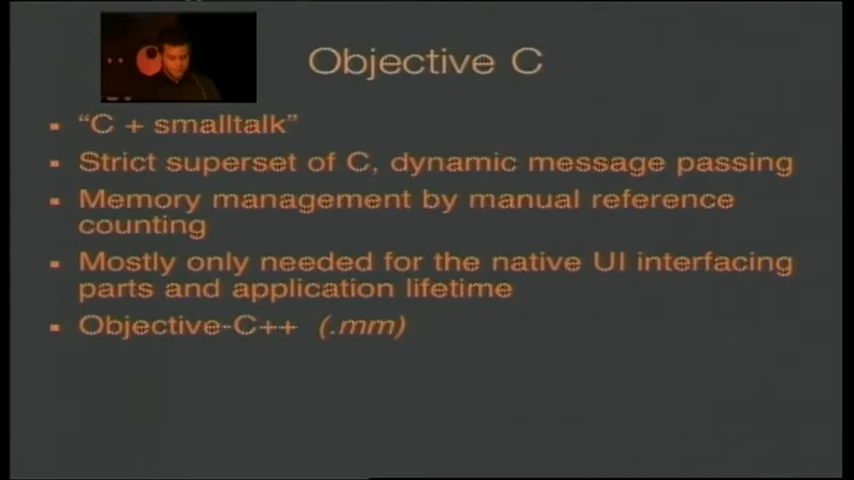 Objective C
▪ “C + smalltalk”
▪ Strict superset of C, dynamic message passing
▪ Memory management by manual reference
counting
▪ Mostly only needed for the native UI interfacing
parts and application lifetime
▪ Objective-C++ (.mm)